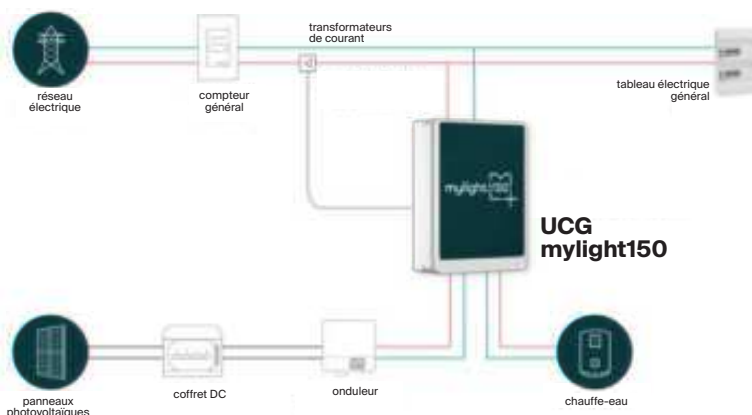 transformateurs
de courant
réseau
électrique
compteur
général
tableau électrique
général
mylight150
UCG
mylight150
panneaux
photovoltaïques
coffret DC
onduleur
chauffe-eau